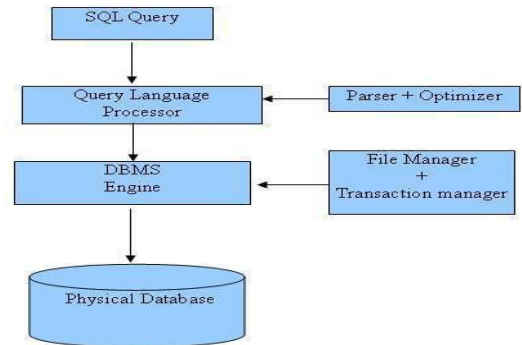 SQL Query
Query Language
Processor
Parser + Optimizer
DBMS
Engine
File Manager
+
Transaction manager
Physical Database